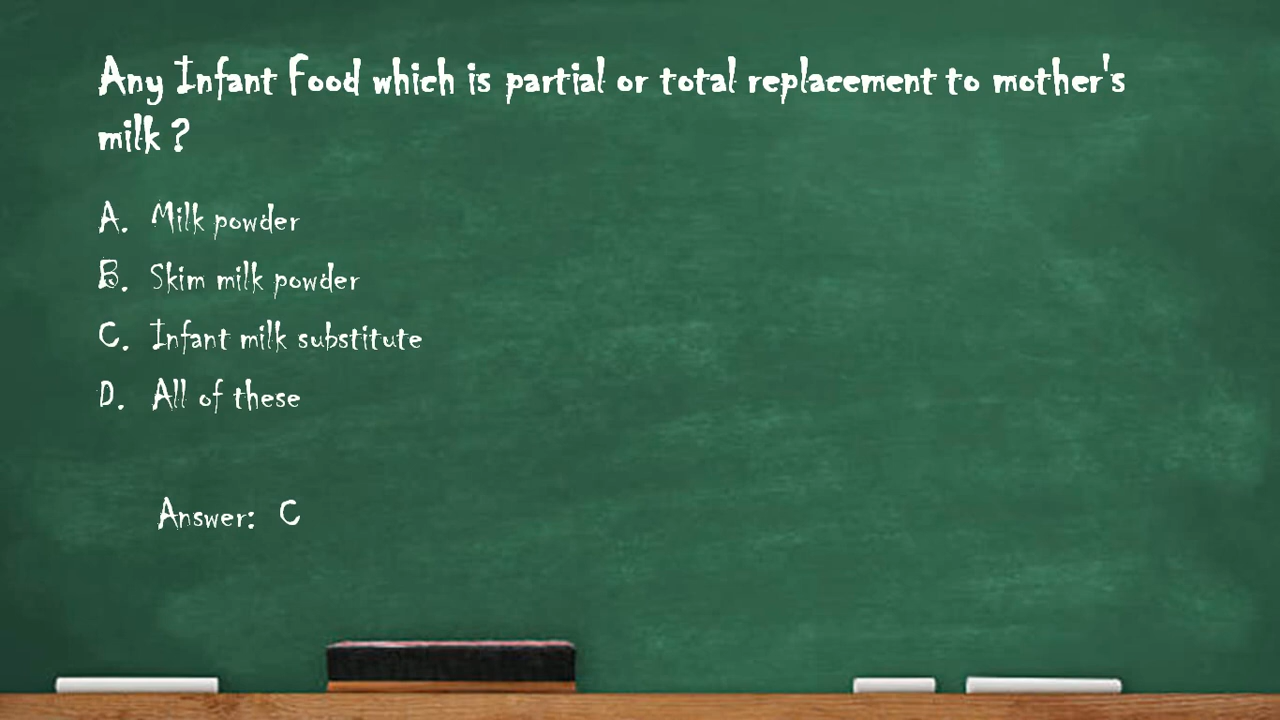 Any Infant Food which is partial or total replacement to mother's
milk ?
A. Milk powder
B. Skim milk powder
C. Infant milk substitute
D. All of these
Answer: C